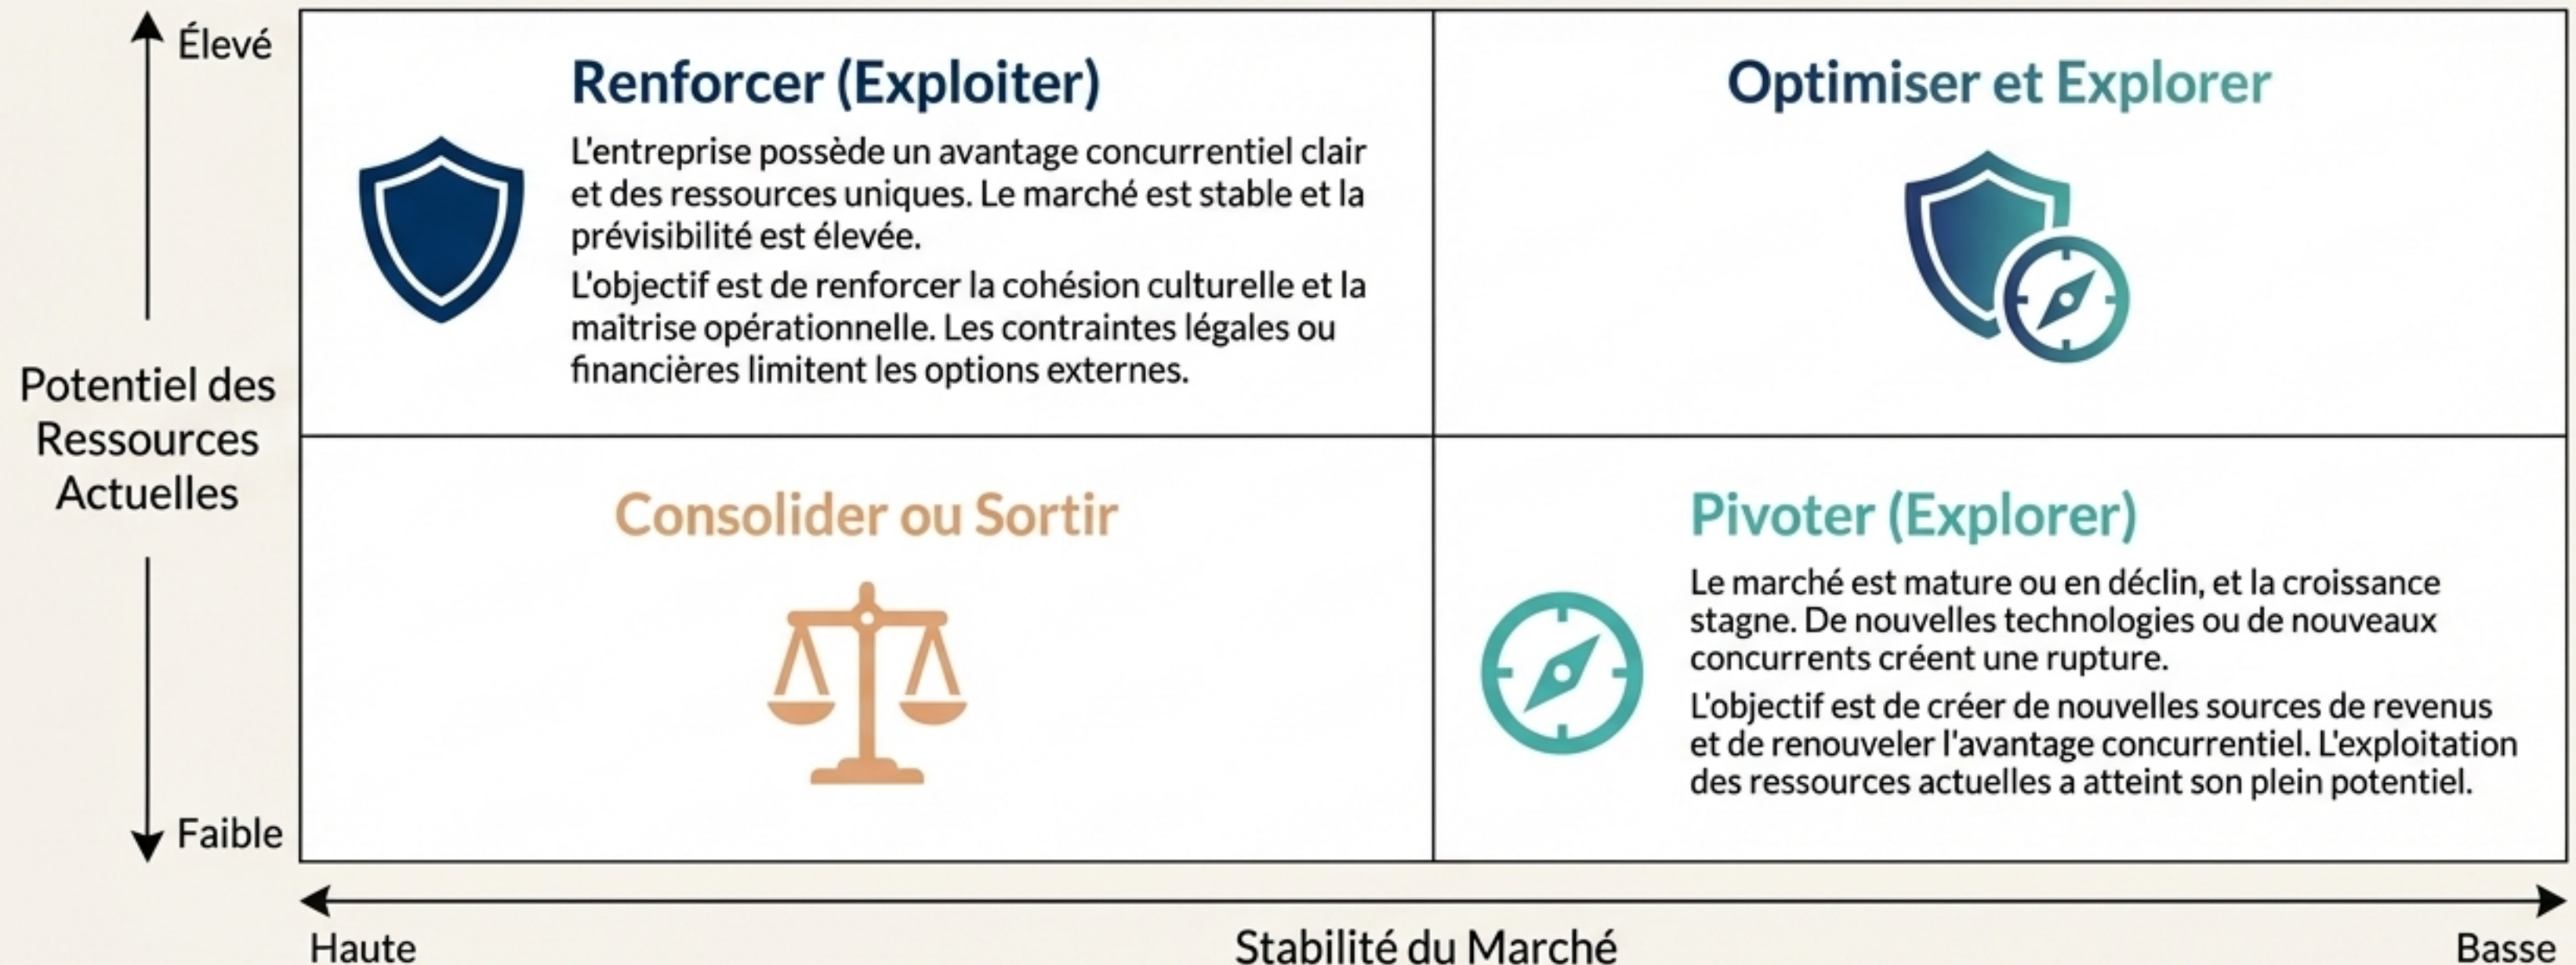 Élevé
Potentiel des
Ressources
Actuelles
Faible
Renforcer (Exploiter)
L'entreprise possède un avantage concurrentiel clair
et des ressources uniques. Le marché est stable et la
prévisibilité est élevée.
L'objectif est de renforcer la cohésion culturelle et la
maîtrise opérationnelle. Les contraintes légales ou
financières limitent les options externes.
Optimiser et Explorer
Consolider ou Sortir
Pivoter (Explorer)
Le marché est mature ou en déclin, et la croissance
stagne. De nouvelles technologies ou de nouveaux
concurrents créent une rupture.
L'objectif est de créer de nouvelles sources de revenus
et de renouveler l'avantage concurrentiel. L'exploitation
des ressources actuelles a atteint son plein potentiel.
Haute
Stabilité du Marché
Basse